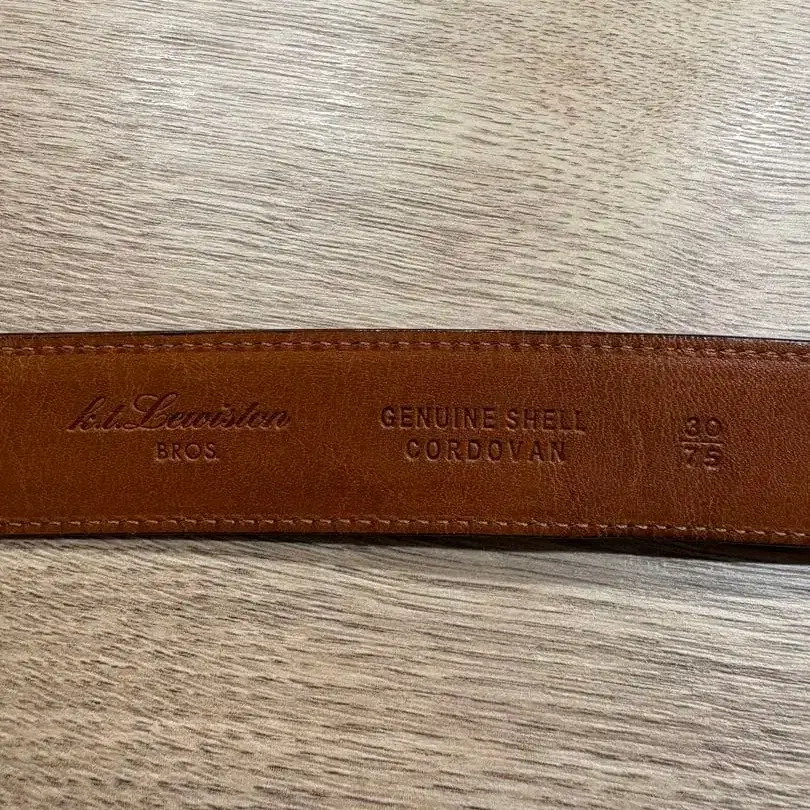 k.t. Lewiston
BROS.
GENUINE SHELL
CORDOVAN
30
75